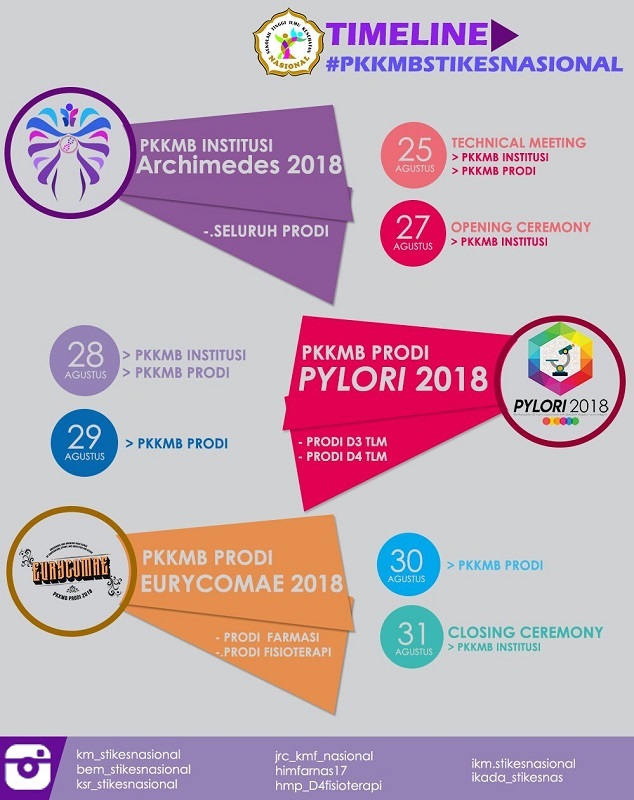 SEKOLAH TINGGI ILMU KESEHATAN
NASIONAL
TIMELINE
#PKKMBSTIKESNASIONAL
PKKMB INSTITUSI
Archimedes 2018
-.SELURUH PRODI
25
AGUSTUS
TECHNICAL MEETING
> PKKMB INSTITUSI
> PKKMB PRODI
27
AGUSTUS
OPENING CEREMONY
> PKKMB INSTITUSI
28
AGUSTUS
> PKKMB INSTITUSI
> PKKMB PRODI
29
AGUSTUS
> PKKMB PRODI
PKKMB PRODI
PYLORI 2018
- PRODI D3 TLM
- PRODI D4 TLM
PYLORI 2018
EURYCOMAE
PKKMB PRODI 2018
PKKMB PRODI
EURYCOMAE 2018
- PRODI FARMASI
-.PRODI FISIOTERAPI
30
AGUSTUS
> PKKMB PRODI
31
AGUSTUS
CLOSING CEREMONY
> PKKMB INSTITUSI
km_stikesnasional
bem_stikesnasional
ksr_stikesnasional
jrc_kmf_nasional
himfarnas17
hmp_D4fisioterapi
ikm.stikesnasional
ikada_stikesnas